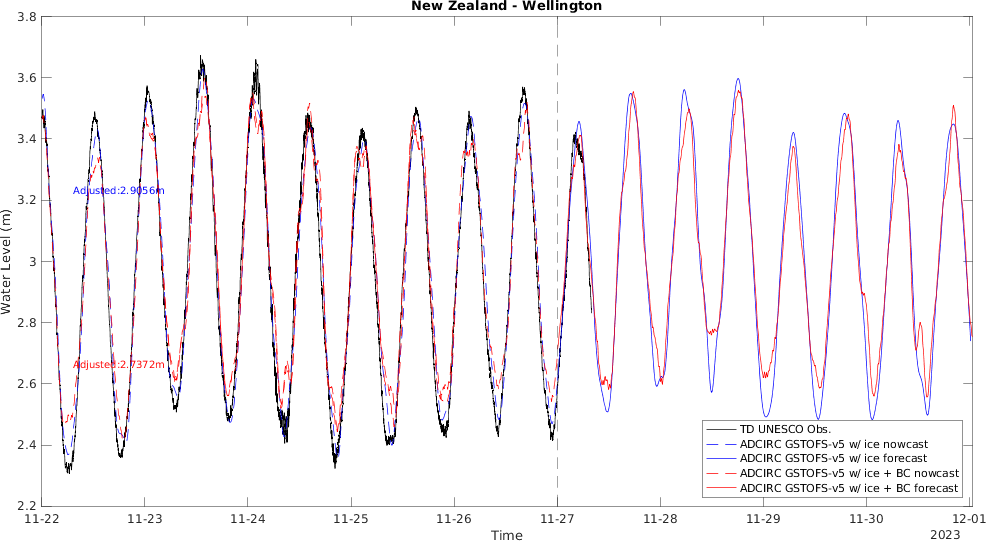 New Zealand - Wellington
3.8
3.6
3.4
3.2
3
2.8
2.6
2.4
2.2
Water Level (m)
Adjusted:2.9056m
Adjusted:2.7372m
TD UNESCO Obs.
ADCIRC GSTOFS-v5 w/ ice nowcast
ADCIRC GSTOFS-v5 w/ ice forecast
ADCIRC GSTOFS-v5 w/ ice + BC nowcast
ADCIRC GSTOFS-v5 w/ ice + BC forecast
11-22 11-23 11-24 11-25 11-26 11-27 11-28 11-29 11-30 12-01
Time
2023